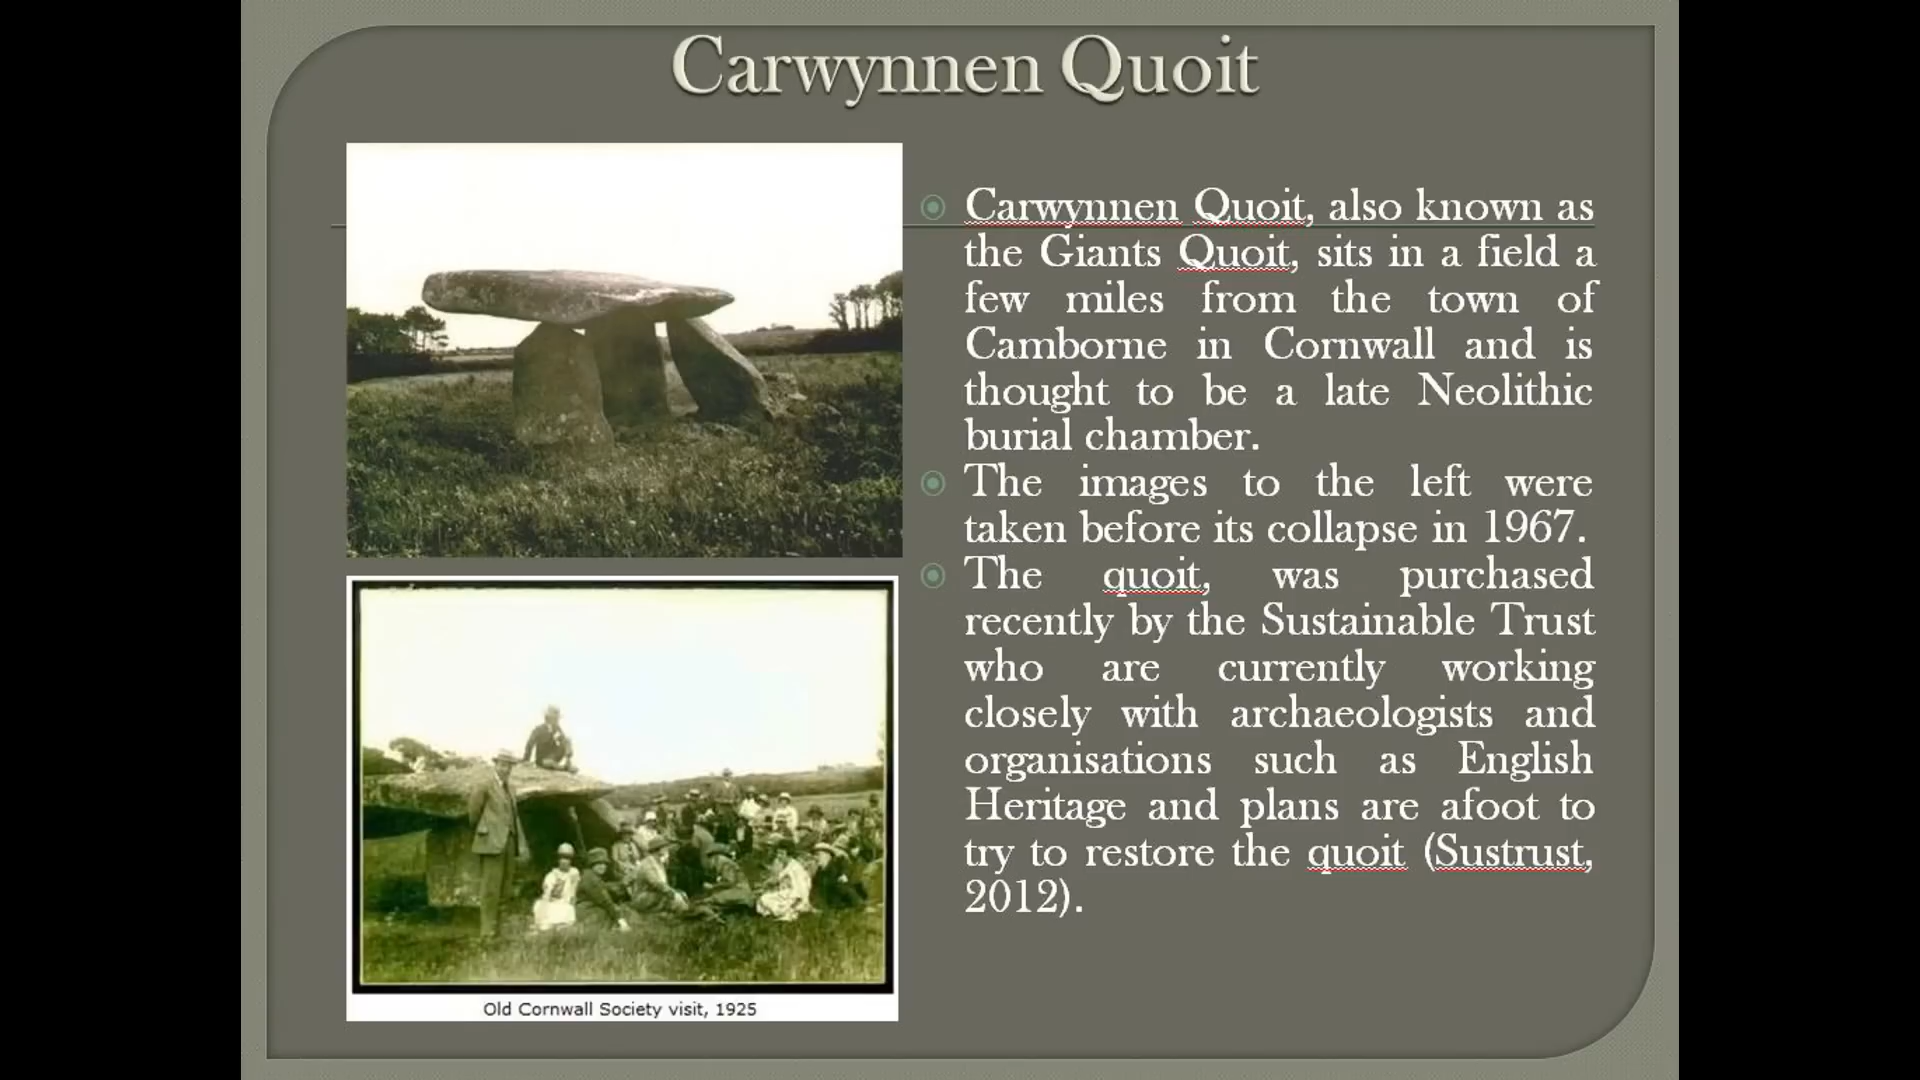 Carwynnen Quoit
Carwynnen Quoit, also known as
the Giants Quoit, sits in a field a
few miles from the town of
Camborne in Cornwall and is
thought to be a late Neolithic
burial chamber.
The images to the left were
taken before its collapse in 1967.
The quoit, was purchased
recently by the Sustainable Trust
who are currently working
closely with archaeologists and
organisations such as English
Heritage and plans are afoot to
try to restore the quoit (Sustrust,
2012).
Old Cornwall Society visit, 1925